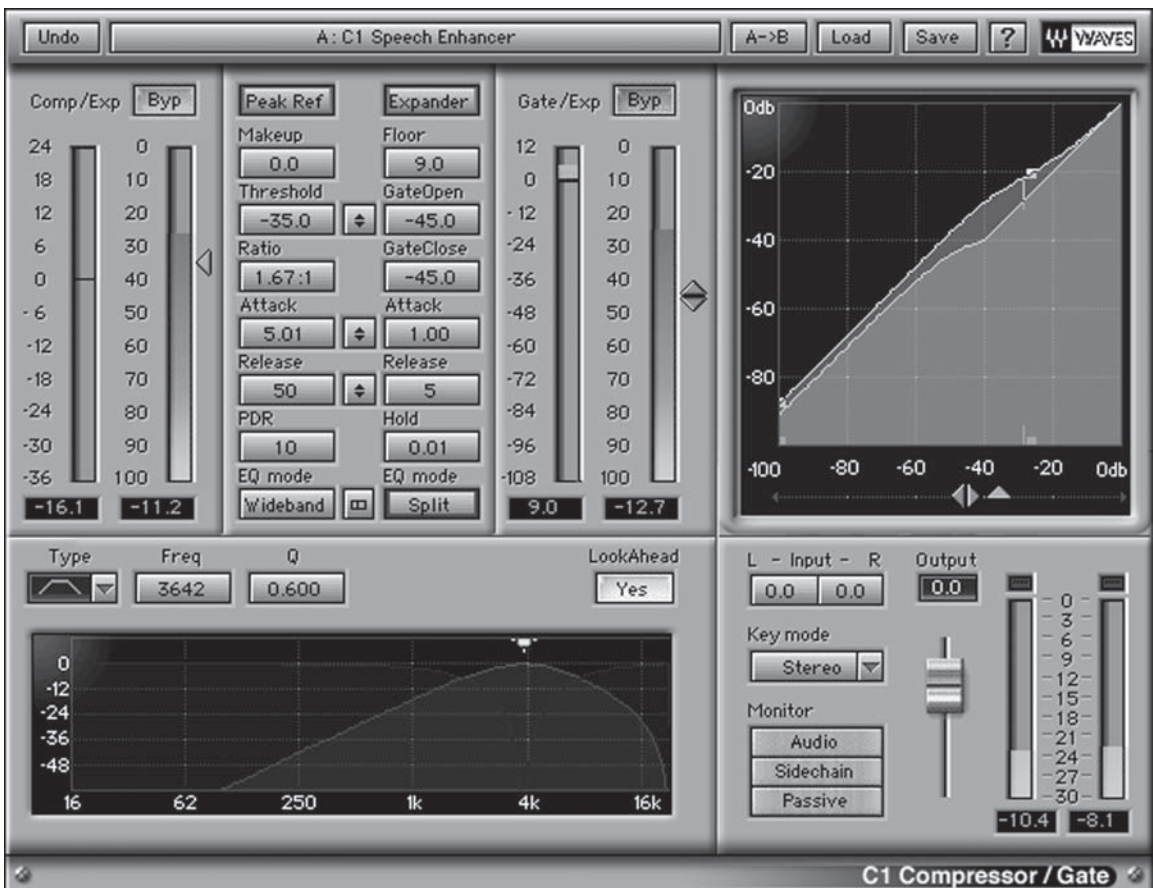 Undo
A: C1 Speech Enhancer
A->B
Load
Save
?
WAVES
Comp/Exp
Byp
24
18
12
6
0
-6
-12
-18
-24
-30
-36
0
10
20
30
40
50
60
70
80
90
100
-16.1
-11.2
Peak Ref
Expander
Makeup
Floor
0.0
9.0
Threshold
GateOpen
-35.0
-45.0
Ratio
GateClose
1.67:1
-45.0
Attack
Attack
5.01
1.00
Release
Release
50
5
PDR
Hold
10
0.01
EQ mode
EQ mode
Wideband
Split
Gate/Exp
Byp
12
0
-12
-24
-36
-48
-60
-72
-84
-96
-108
0
10
20
30
40
50
60
70
80
90
100
9.0
-12.7
0db
-20
-40
-60
-80
-100
-80
-60
-40
-20
0db
Type
Freq
Q
LookAhead
3642
0.600
Yes
0
-12
-24
-36
-48
16
62
250
1k
4k
16k
L - Input - R
0.0
0.0
Output
0.0
Key mode
Stereo
Monitor
Audio
Sidechain
Passive
0
3
6
9
12
15
18
21
24
27
30
-10.4
-8.1
C1 Compressor / Gate